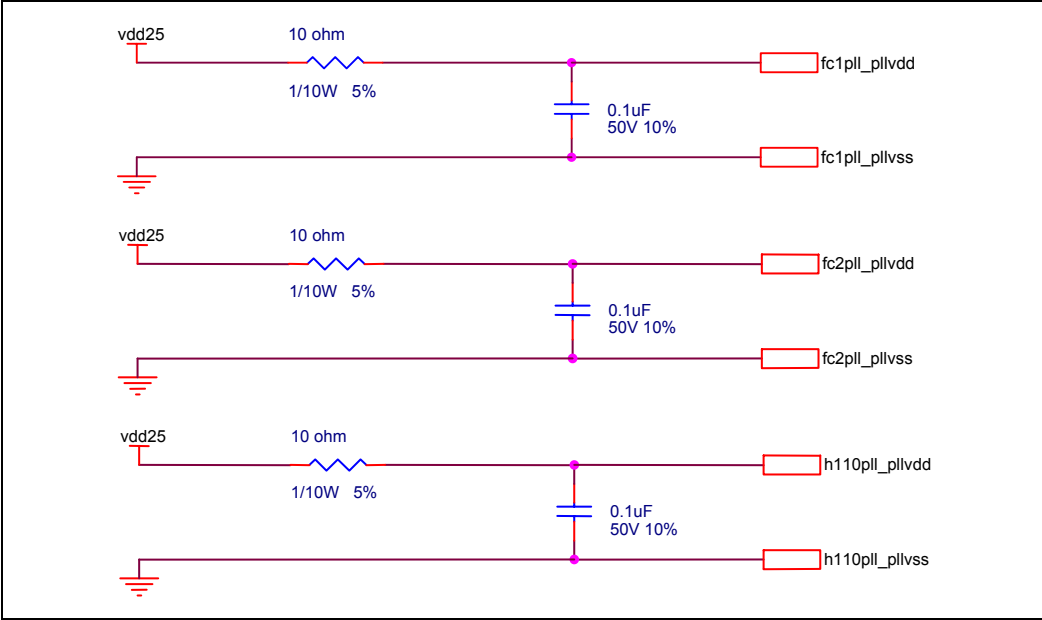 vdd25
10 ohm
1/10W 5%
fc1pll_pllvdd
0.1uF
50V 10%
fc1pll_pllvss
vdd25
10 ohm
1/10W 5%
fc2pll_pllvdd
0.1uF
50V 10%
fc2pll_pllvss
vdd25
10 ohm
1/10W 5%
h110pll_pllvdd
0.1uF
50V 10%
h110pll_pllvss